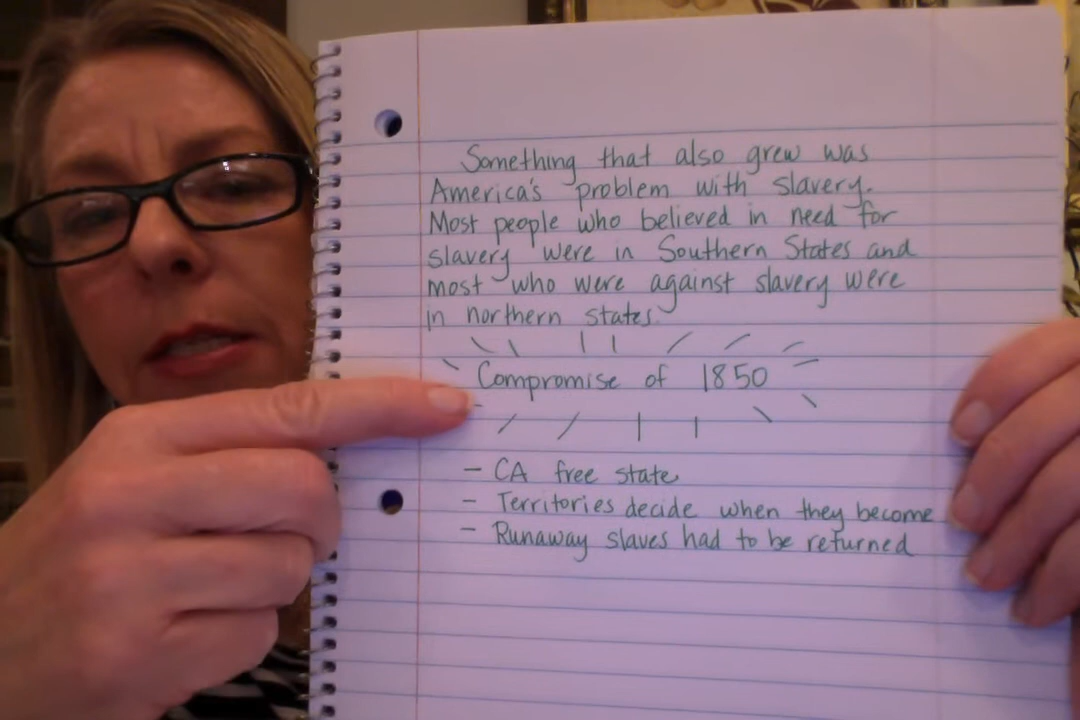 Something that also grew was
America's problem with slavery.
Most people who believed in need for
slavery were in Southern States and
most who were against slavery were
in northern states.
Compromise of 1850
- CA free state
- Territories decide when they become
- Runaway slaves had to be returned